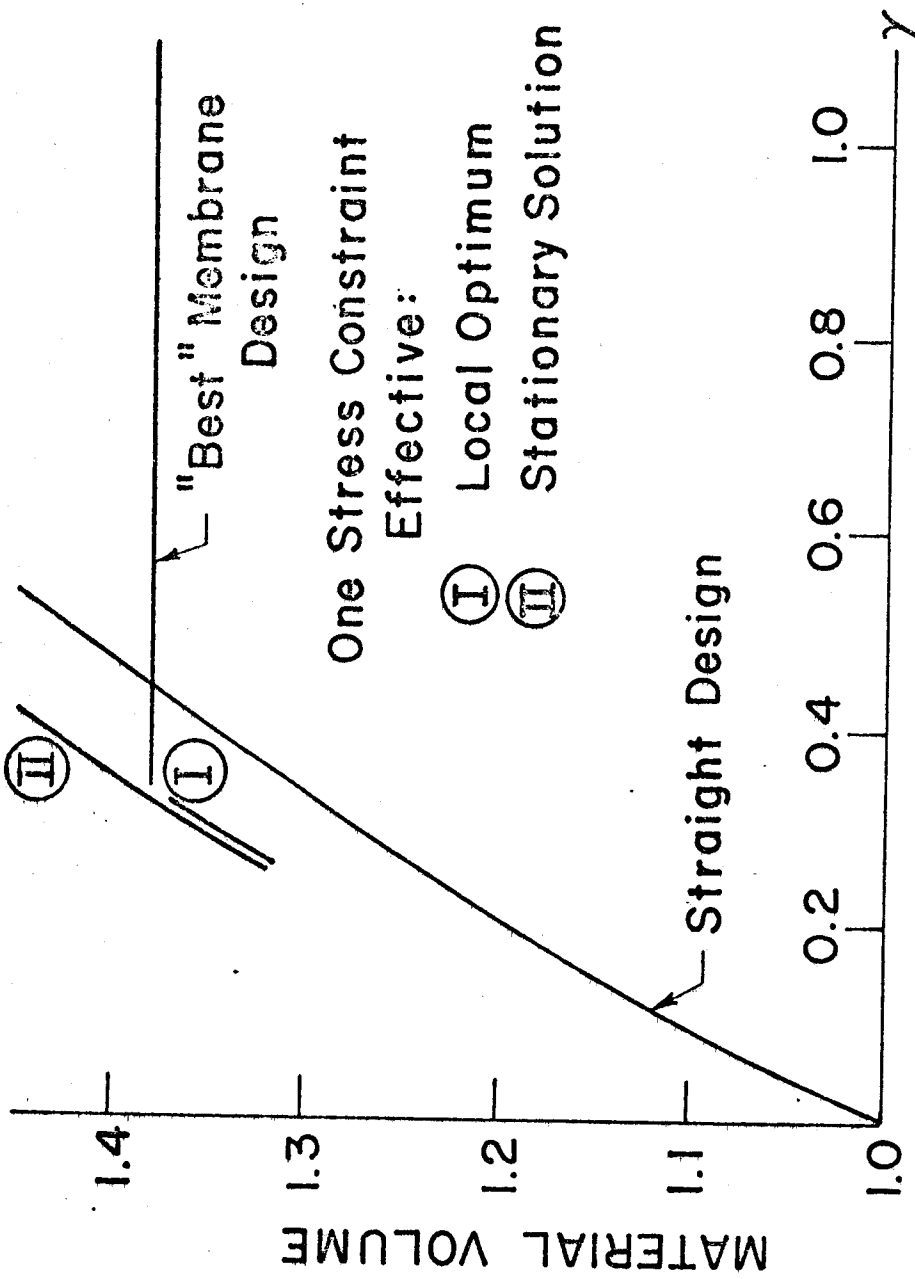 MATERIAL VOLUME
1.4
1.3
1.2
1.1
1.0
0.2
0.4
0.6
0.8
1.0
γ
II
I
"Best" Membrane
Design
One Stress Constraint
Effective:
I Local Optimum
II Stationary Solution
Straight Design